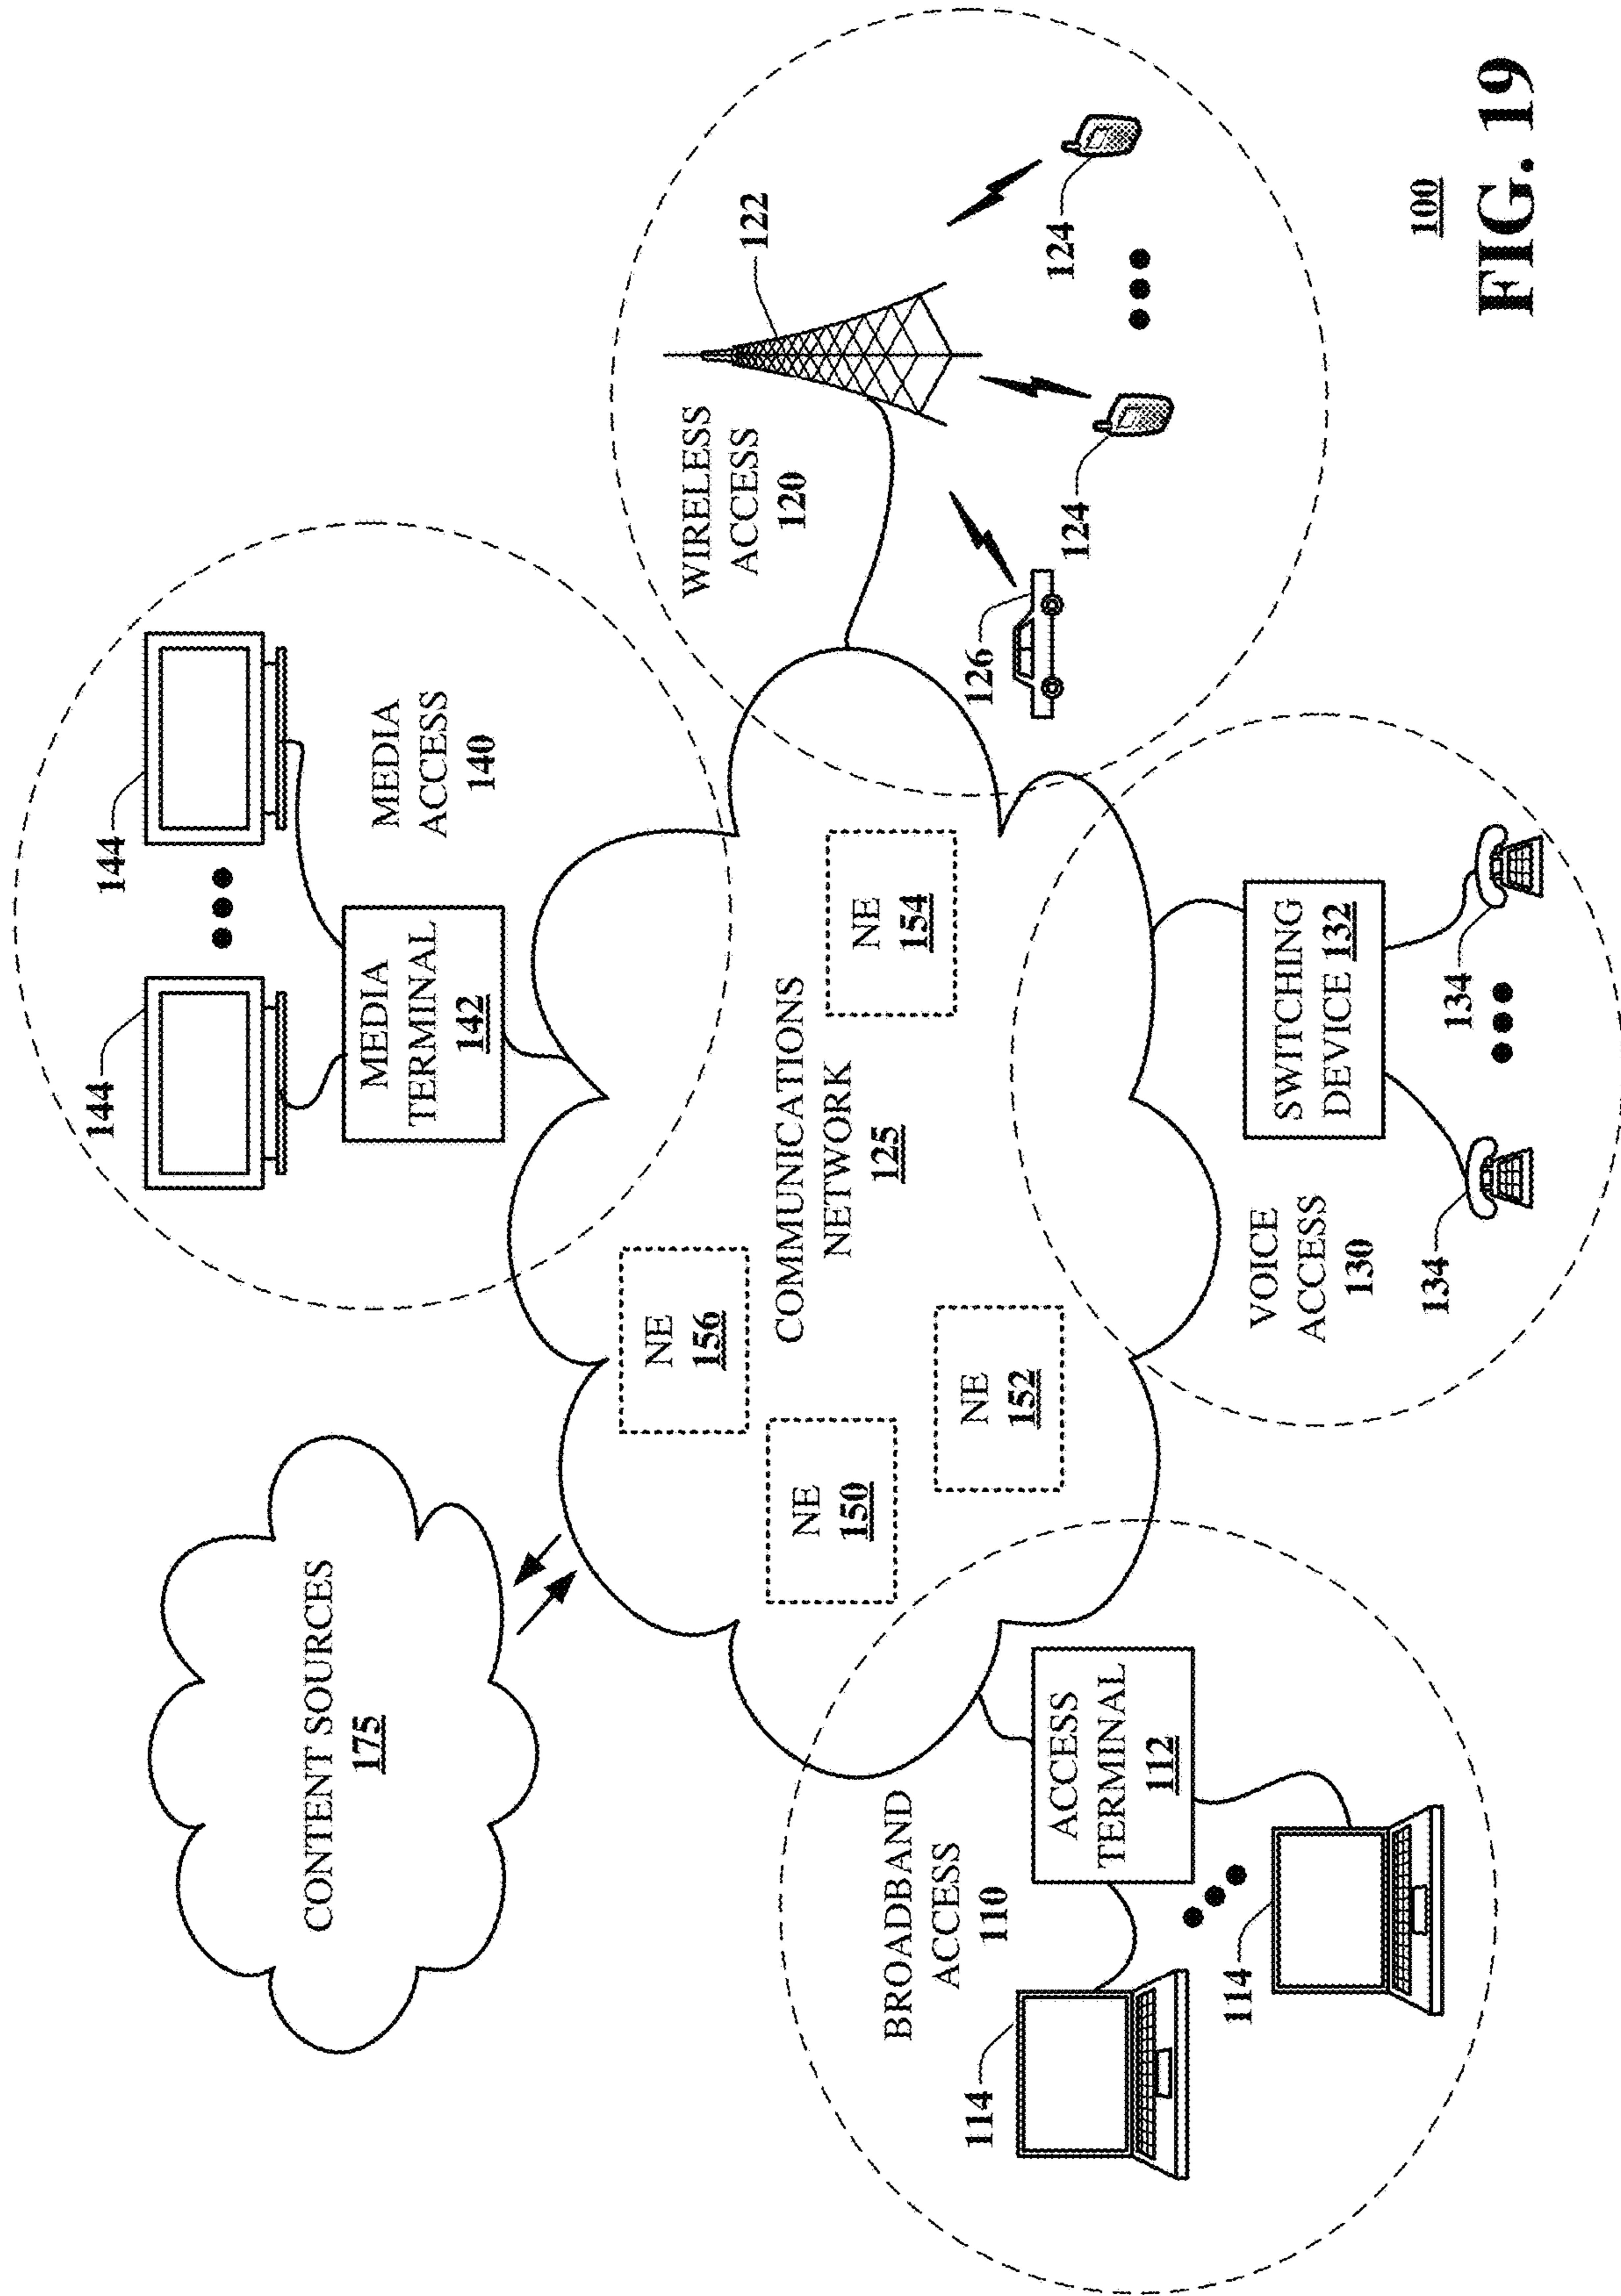 CONTENT SOURCES
175
144
144
MEDIA
TERMINAL
142
MEDIA
ACCESS
140
BROADBAND
ACCESS
110
ACCESS
TERMINAL
112
114
114
NE
156
NE
150
NE
152
NE
154
COMMUNICATIONS
NETWORK
125
WIRELESS
ACCESS
120
122
124
124
126
VOICE
ACCESS
130
SWITCHING
DEVICE 132
134
134
100
FIG. 19